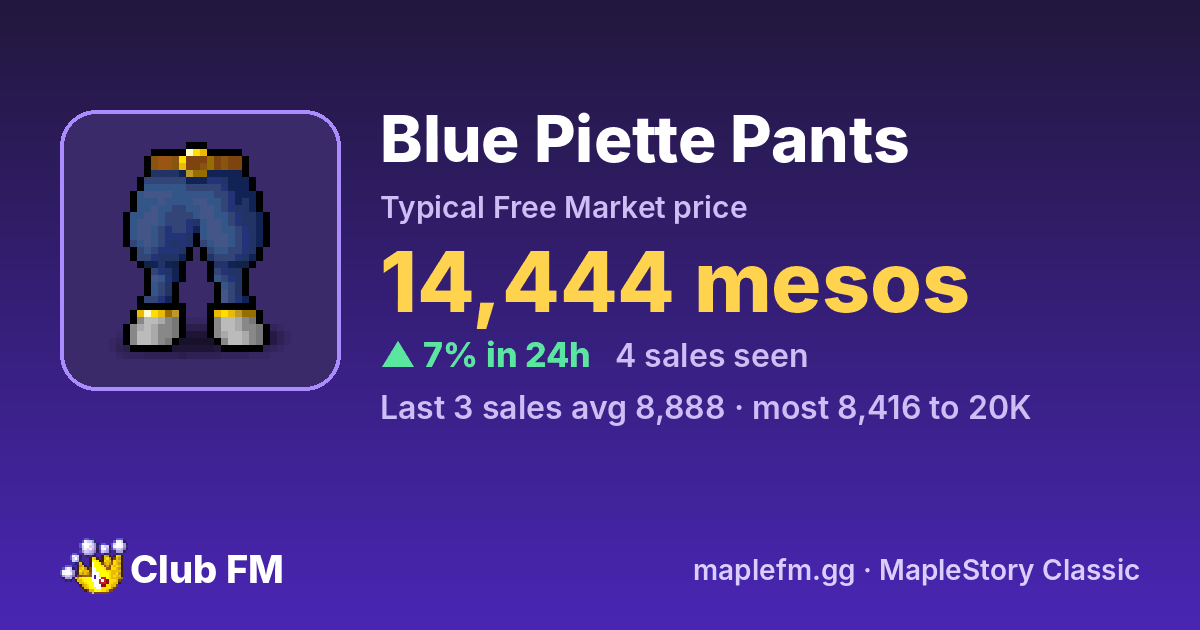 Blue Piette Pants
Typical Free Market price
14,444 mesos
▲ 7% in 24h 4 sales seen
Last 3 sales avg 8,888 · most 8,416 to 20K
Club FM
maplefm.gg · MapleStory Classic